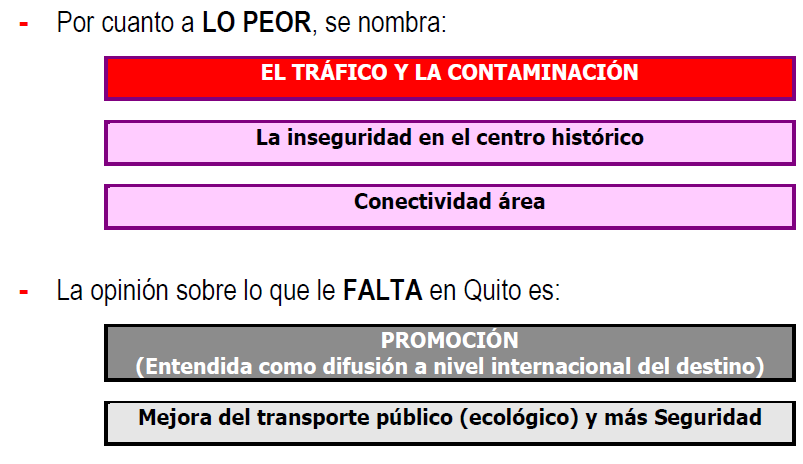 - Por cuanto a LO PEOR, se nombra:
EL TRÁFICO Y LA CONTAMINACIÓN
La inseguridad en el centro histórico
Conectividad área
- La opinión sobre lo que le FALTA en Quito es:
PROMOCIÓN
(Entendida como difusión a nivel internacional del destino)
Mejora del transporte público (ecológico) y más Seguridad